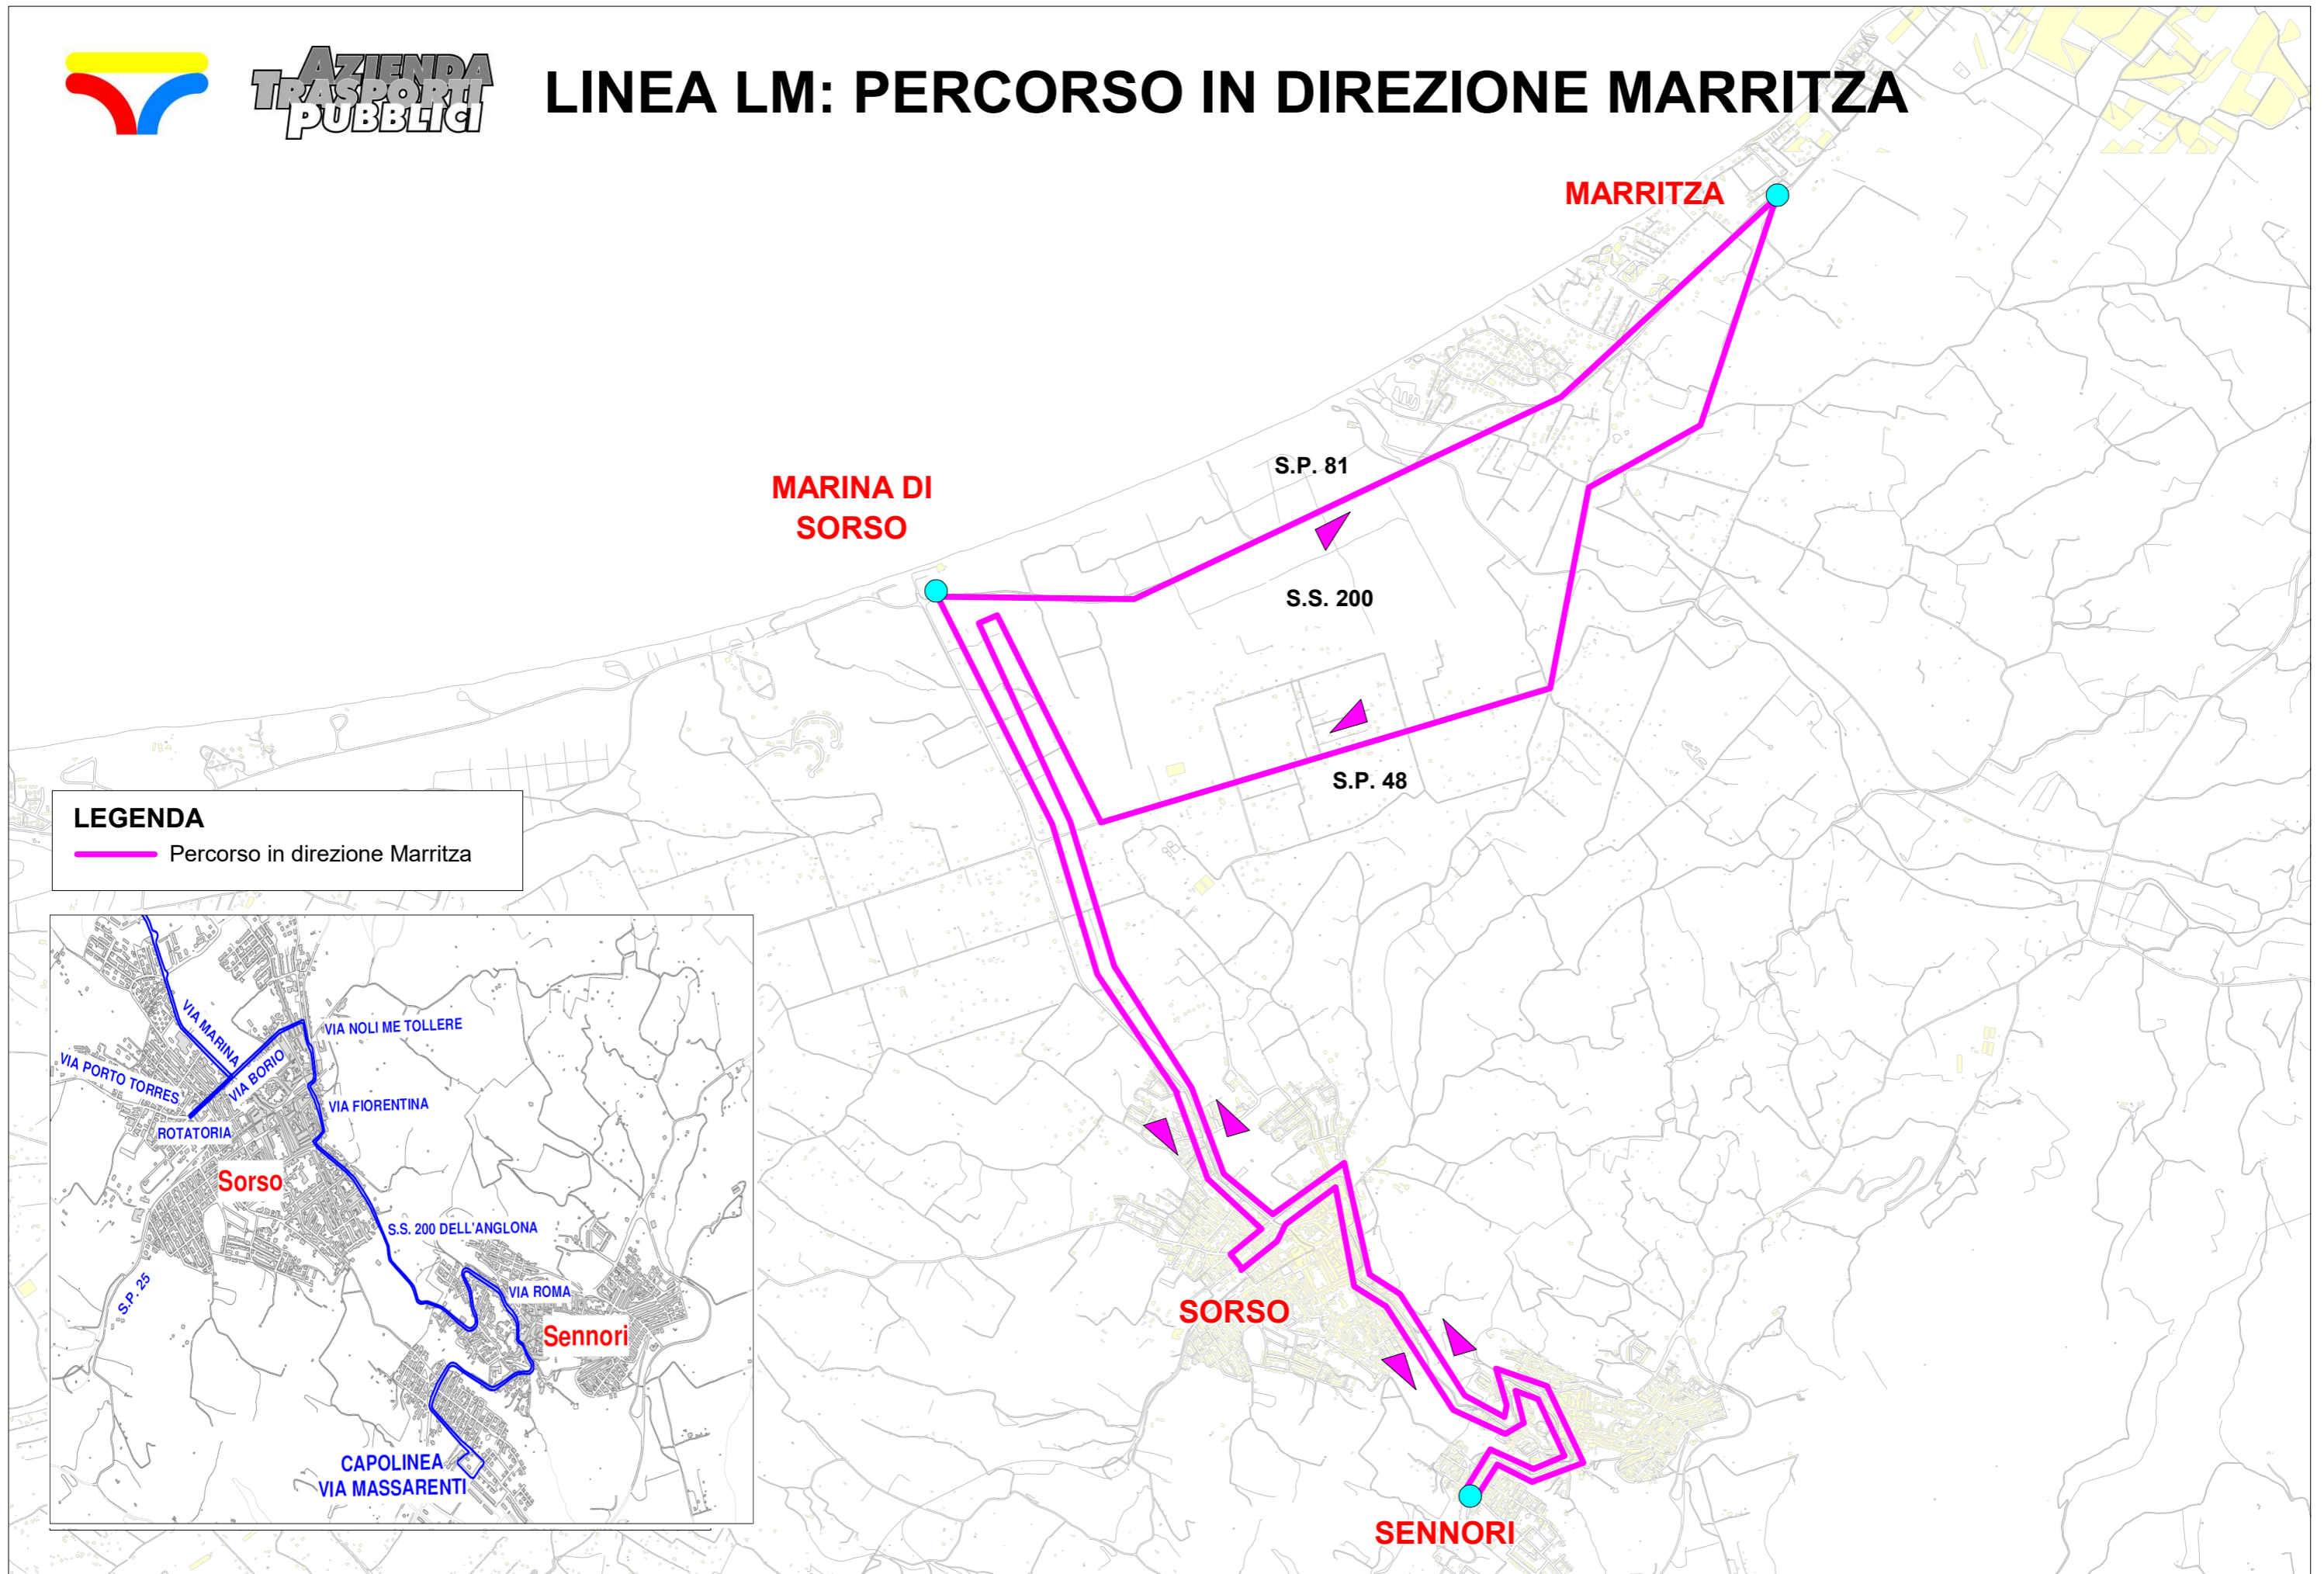 AZIENDA
TRASPORTI
PUBBLICI
LINEA LM: PERCORSO IN DIREZIONE MARRITZA
MARRITZA
S.P. 81
MARINA DI
SORSO
S.S. 200
S.P. 48
LEGENDA
Percorso in direzione Marritza
VIA MARINA
VIA NOLI ME TOLLERE
VIA PORTO TORRES
VIA BORIO
VIA FIORENTINA
ROTATORIA
Sorso
S.S. 200 DELL'ANGLONA
S.P. 25
VIA ROMA
Sennori
CAPOLINEA
VIA MASSARENTI
SORSO
SENNORI